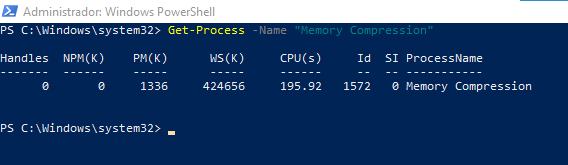 Administrador: Windows PowerShell
PS C:\Windows\system32> Get-Process -Name "Memory Compression"
Handles  NPM(K)    PM(K)      WS(K)     CPU(s)     Id  SI ProcessName
-------  ------    -----      -----     ------     --  -- -----------
      0       0     1336     424656     195.92   1572   0 Memory Compression
PS C:\Windows\system32>